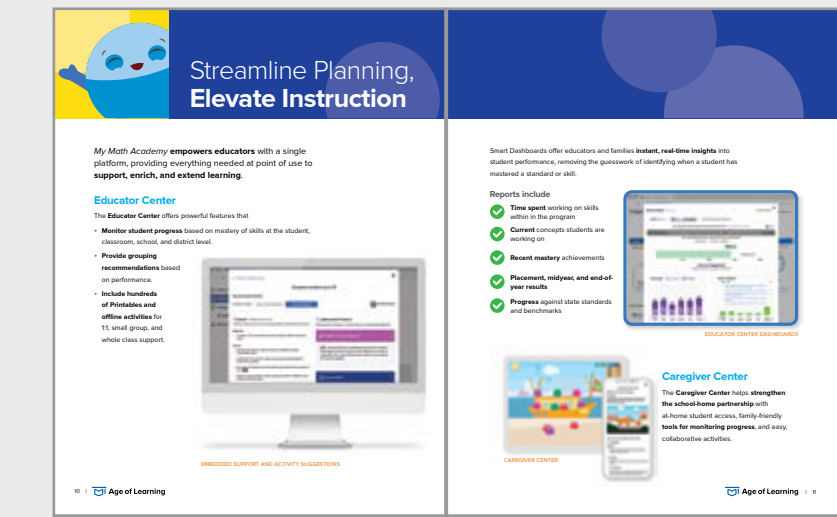 Streamline Planning,
Elevate Instruction
My Math Academy empowers educators with a single
platform, providing everything needed at point of use to
support, enrich, and extend learning.
Educator Center
The Educator Center offers powerful features that
• Monitor student progress based on mastery of skills at the student,
classroom, school, and district level.
• Provide grouping
recommendations based
on performance.
• Include hundreds
of Printables and
offline activities for
1:1, small group, and
whole class support.
EMBEDDED SUPPORT AND ACTIVITY SUGGESTIONS
10 | Age of Learning
Smart Dashboards offer educators and families instant, real-time insights into
student performance, removing the guesswork of identifying when a student has
mastered a standard or skill.
Reports include
Time spent working on skills
within in the program
Current concepts students are
working on
Recent mastery achievements
Placement, midyear, and end-of-
year results
Progress against state standards
and benchmarks
EDUCATOR CENTER DASHBOARDS
Caregiver Center
The Caregiver Center helps strengthen
the school-home partnership with
at-home student access, family-friendly
tools for monitoring progress, and easy,
collaborative activities.
CAREGIVER CENTER
Age of Learning | 11